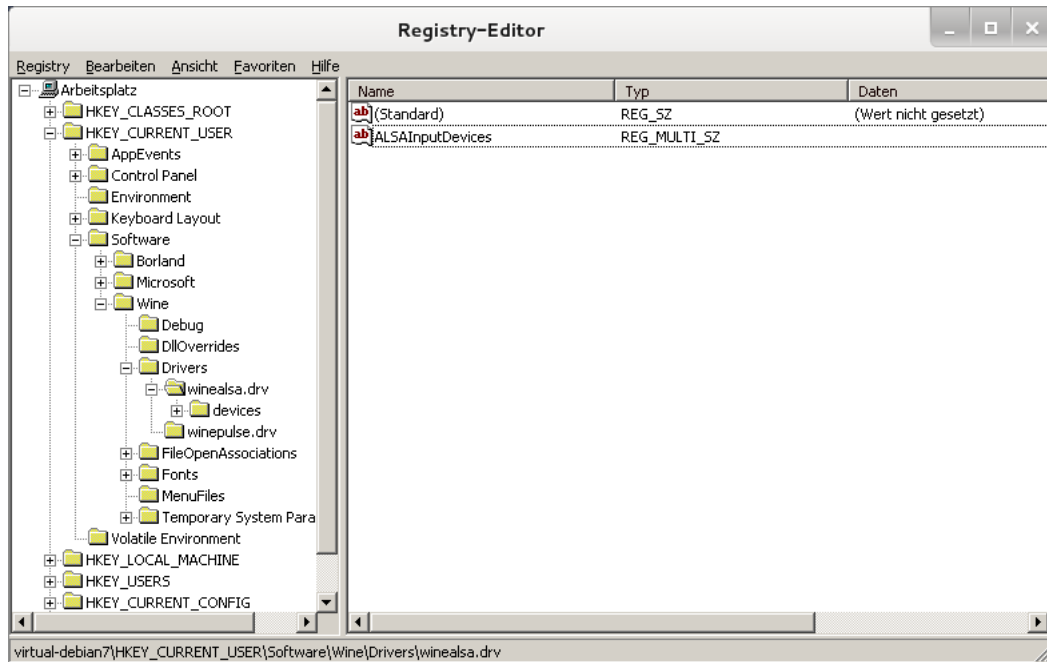 Registry-Editor
Registry Bearbeiten Ansicht Favoriten Hilfe
Arbeitsplatz
HKEY_CLASSES_ROOT
HKEY_CURRENT_USER
AppEvents
Control Panel
Environment
Keyboard Layout
Software
Borland
Microsoft
Wine
Debug
DllOverrides
Drivers
winealsa.drv
devices
winepulse.drv
FileOpenAssociations
Fonts
MenuFiles
Temporary System Para
Volatile Environment
HKEY_LOCAL_MACHINE
HKEY_USERS
HKEY_CURRENT_CONFIG
Name Typ Daten
(Standard) REG_SZ (Wert nicht gesetzt)
ALSAInputDevices REG_MULTI_SZ
virtual-debian7\HKEY_CURRENT_USER\Software\Wine\Drivers\winealsa.drv